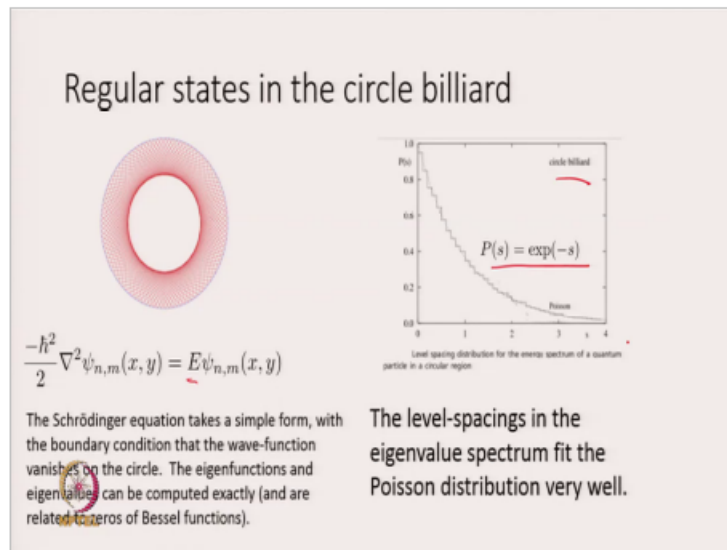 Regular states in the circle billiard
1.0
P(s)
circle billiard
0.8
0.6
P(s) = exp(−s)
0.4
0.2
Poisson
0.0
0 1 2 3 s 4
Level spacing distribution for the energy spectrum of a quantum
particle in a circular region
−ℏ²/2 ∇²ψn,m(x, y) = Eψn,m(x, y)
The Schrödinger equation takes a simple form, with
the boundary condition that the wave-function
vanishes on the circle. The eigenfunctions and
eigenvalues can be computed exactly (and are
related to zeros of Bessel functions).
The level-spacings in the
eigenvalue spectrum fit the
Poisson distribution very well.